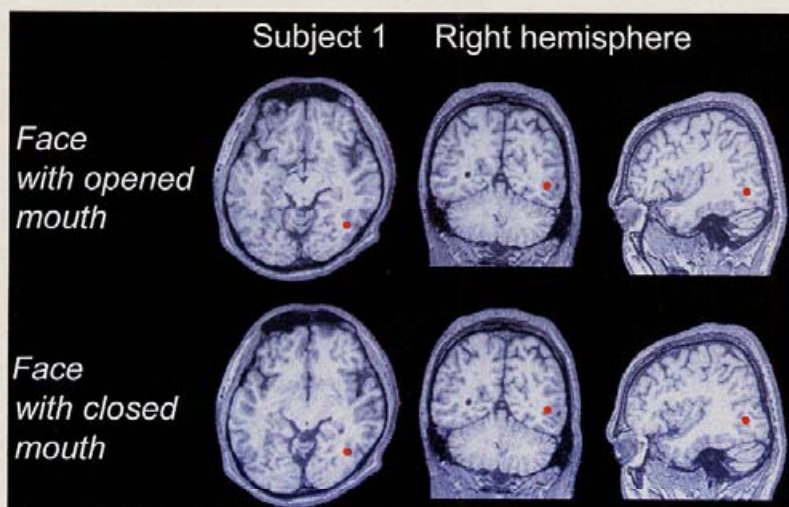 Subject 1 Right hemisphere
Face
with opened
mouth
Face
with closed
mouth